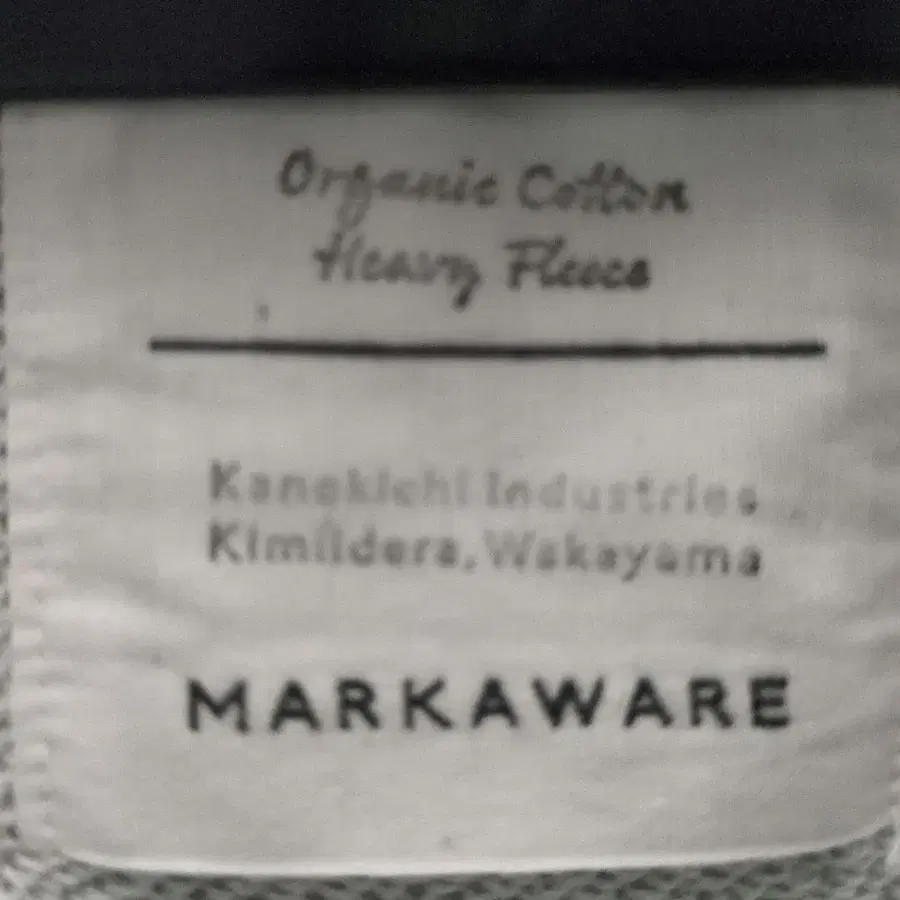 Organic Cotton
Heavy Fleece
Kanekichi Industries
Kimiidera, Wakayama
MARKAWARE